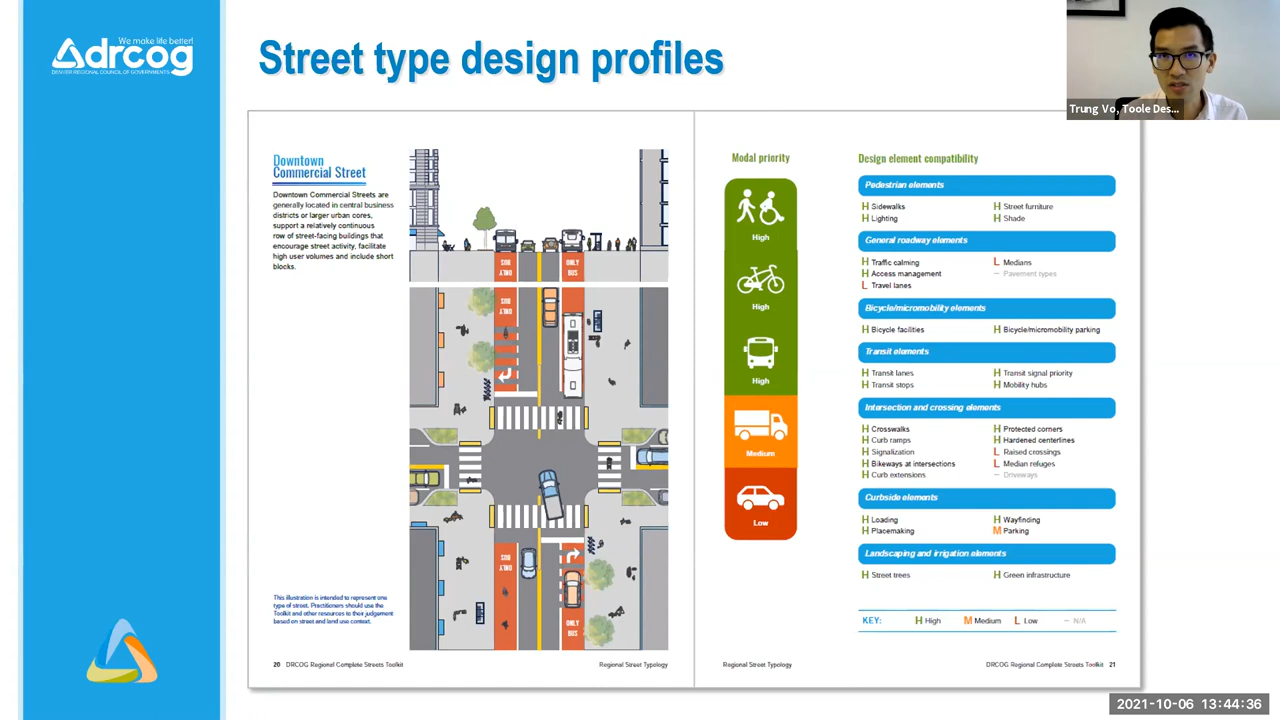 We make life better!
drcog
DENVER REGIONAL COUNCIL OF GOVERNMENTS
Street type design profiles
Trung Vo, Toole Des...
Downtown
Commercial Street
Downtown Commercial Streets are
generally located in central business
districts or larger urban cores,
support a relatively continuous
row of street-facing buildings that
encourage street activity, facilitate
high user volumes and include short
blocks.
BUS ONLY
ONLY BUS
BUS ONLY
BUS ONLY
ONLY BUS
This illustration is intended to represent one
type of street. Practitioners should use the
Toolkit and other resources to their judgement
based on street and land use context.
20 DRCOG Regional Complete Streets Toolkit
Regional Street Typology
Modal priority
High
High
High
Medium
Low
Design element compatibility
Pedestrian elements
H Sidewalks
H Street furniture
H Lighting
H Shade
General roadway elements
H Traffic calming
L Medians
H Access management
– Pavement types
L Travel lanes
Bicycle/micromobility elements
H Bicycle facilities
H Bicycle/micromobility parking
Transit elements
H Transit lanes
H Transit signal priority
H Transit stops
H Mobility hubs
Intersection and crossing elements
H Crosswalks
H Protected corners
H Curb ramps
H Hardened centerlines
H Signalization
L Raised crossings
H Bikeways at intersections
L Median refuges
H Curb extensions
– Driveways
Curbside elements
H Loading
H Wayfinding
H Placemaking
M Parking
Landscaping and irrigation elements
H Street trees
H Green infrastructure
KEY: H High M Medium L Low – N/A
Regional Street Typology
DRCOG Regional Complete Streets Toolkit 21
2021-10-06 13:44:36